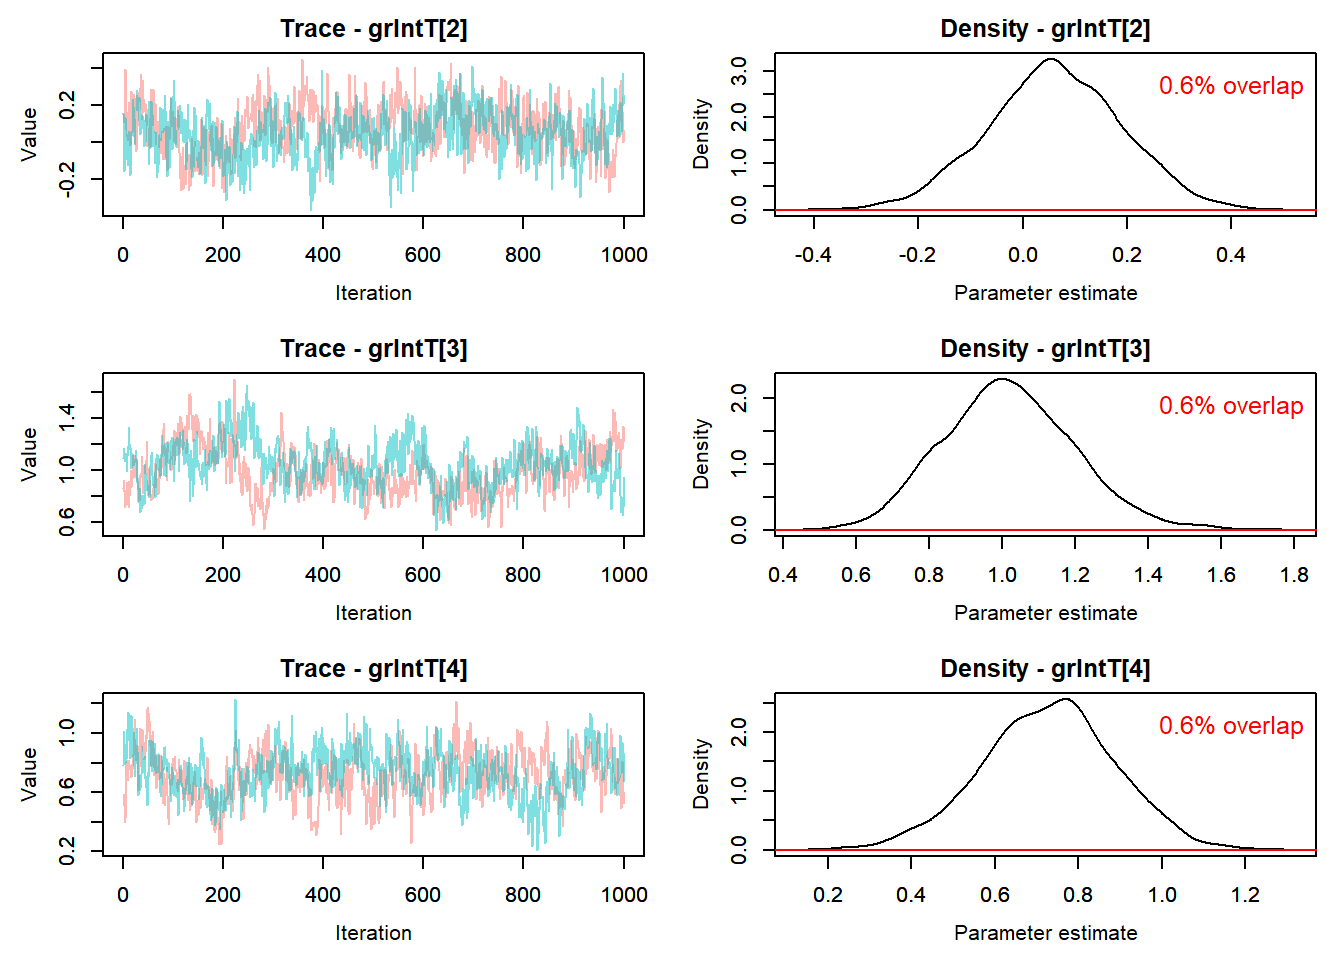 Trace - grIntT[2]
Value
0.2
-0.2
0 200 400 600 800 1000
Iteration
Density - grIntT[2]
0.6% overlap
Density
3.0
2.0
1.0
0.0
-0.4 -0.2 0.0 0.2 0.4
Parameter estimate
Trace - grIntT[3]
Value
1.4
1.0
0.6
0 200 400 600 800 1000
Iteration
Density - grIntT[3]
0.6% overlap
Density
2.0
1.0
0.0
0.4 0.6 0.8 1.0 1.2 1.4 1.6 1.8
Parameter estimate
Trace - grIntT[4]
Value
1.0
0.6
0.2
0 200 400 600 800 1000
Iteration
Density - grIntT[4]
0.6% overlap
Density
2.0
1.0
0.0
0.2 0.4 0.6 0.8 1.0 1.2
Parameter estimate